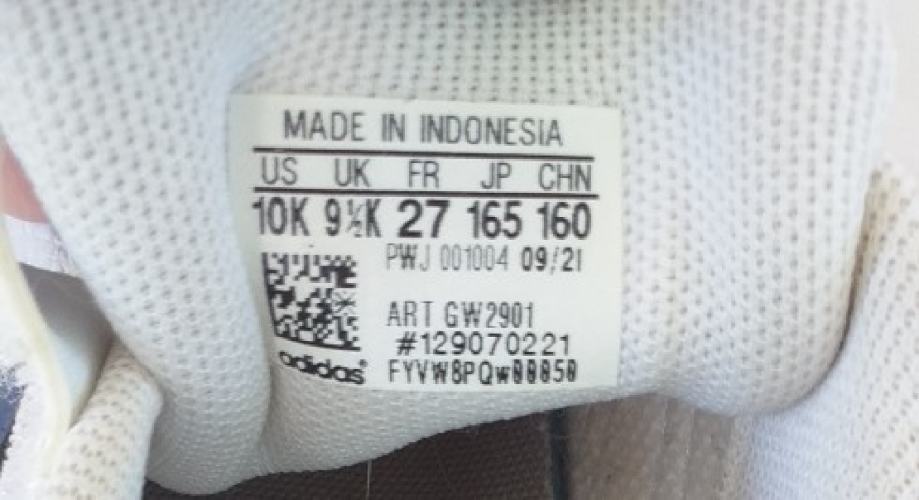 MADE IN INDONESIA
US UK FR JP CHN
10K 9½K 27 165 160
PWJ 001004 09/21
ART GW2901
#129070221
adidas FYVW8PQw00850